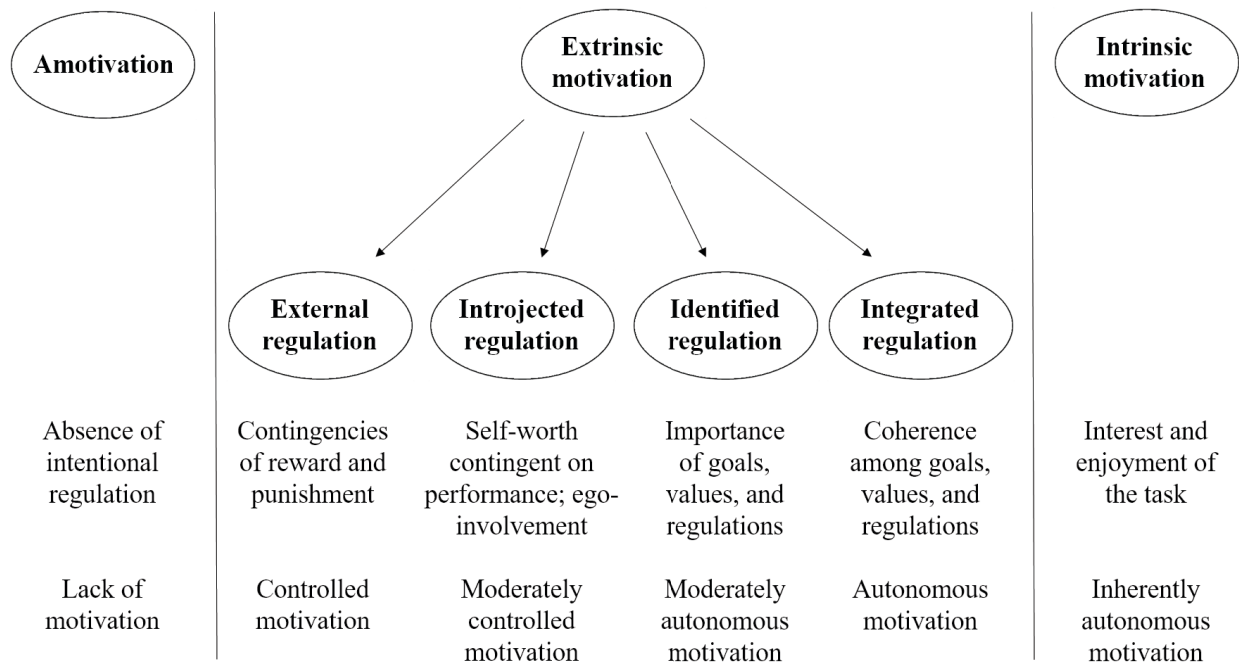 Amotivation
Extrinsic
motivation
Intrinsic
motivation
External
regulation
Introjected
regulation
Identified
regulation
Integrated
regulation
Absence of
intentional
regulation
Contingencies
of reward and
punishment
Self-worth
contingent on
performance; ego-
involvement
Importance
of goals,
values, and
regulations
Coherence
among goals,
values, and
regulations
Interest and
enjoyment of
the task
Lack of
motivation
Controlled
motivation
Moderately
controlled
motivation
Moderately
autonomous
motivation
Autonomous
motivation
Inherently
autonomous
motivation